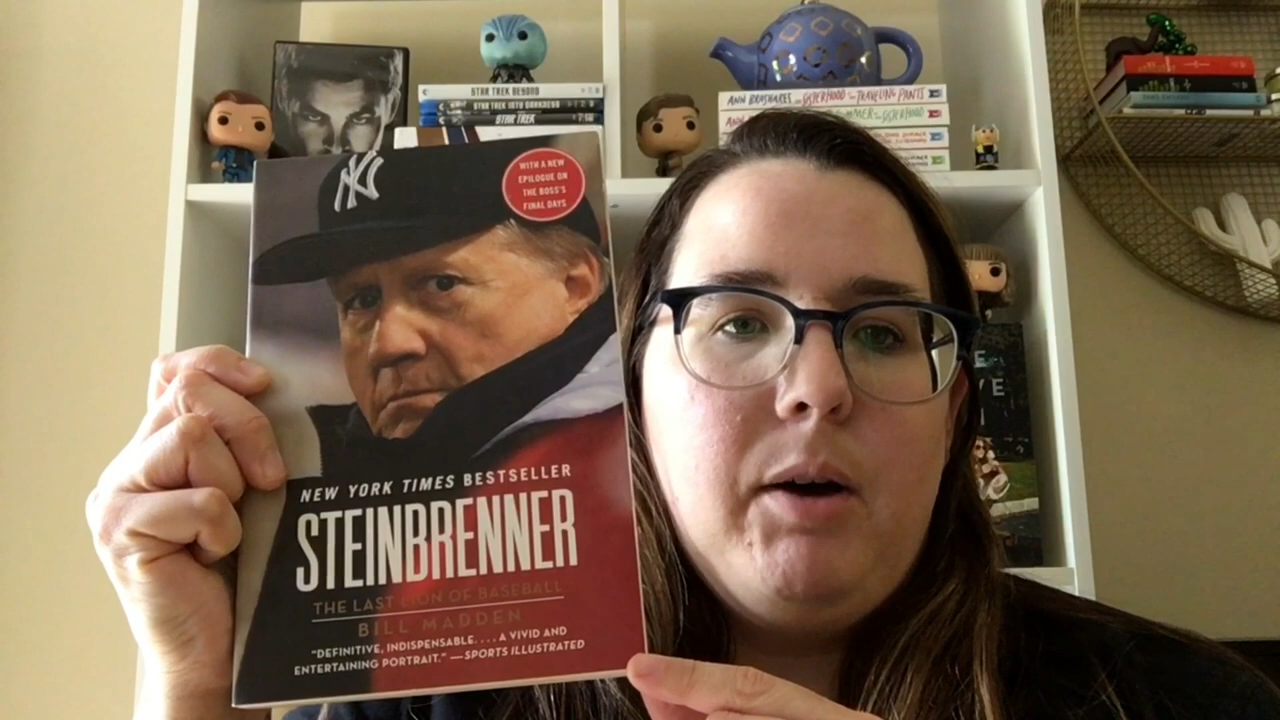 STAR TREK BEYOND
STAR TREK INTO DARKNESS
STAR TREK
ANN BRASHARES
SISTERHOOD OF THE TRAVELING PANTS
NY
WITH A NEW
EPILOGUE ON
THE BOSS'S
FINAL DAYS
NEW YORK TIMES BESTSELLER
STEINBRENNER
THE LAST LION OF BASEBALL
BILL MADDEN
"DEFINITIVE, INDISPENSABLE.... A VIVID AND
ENTERTAINING PORTRAIT." —SPORTS ILLUSTRATED